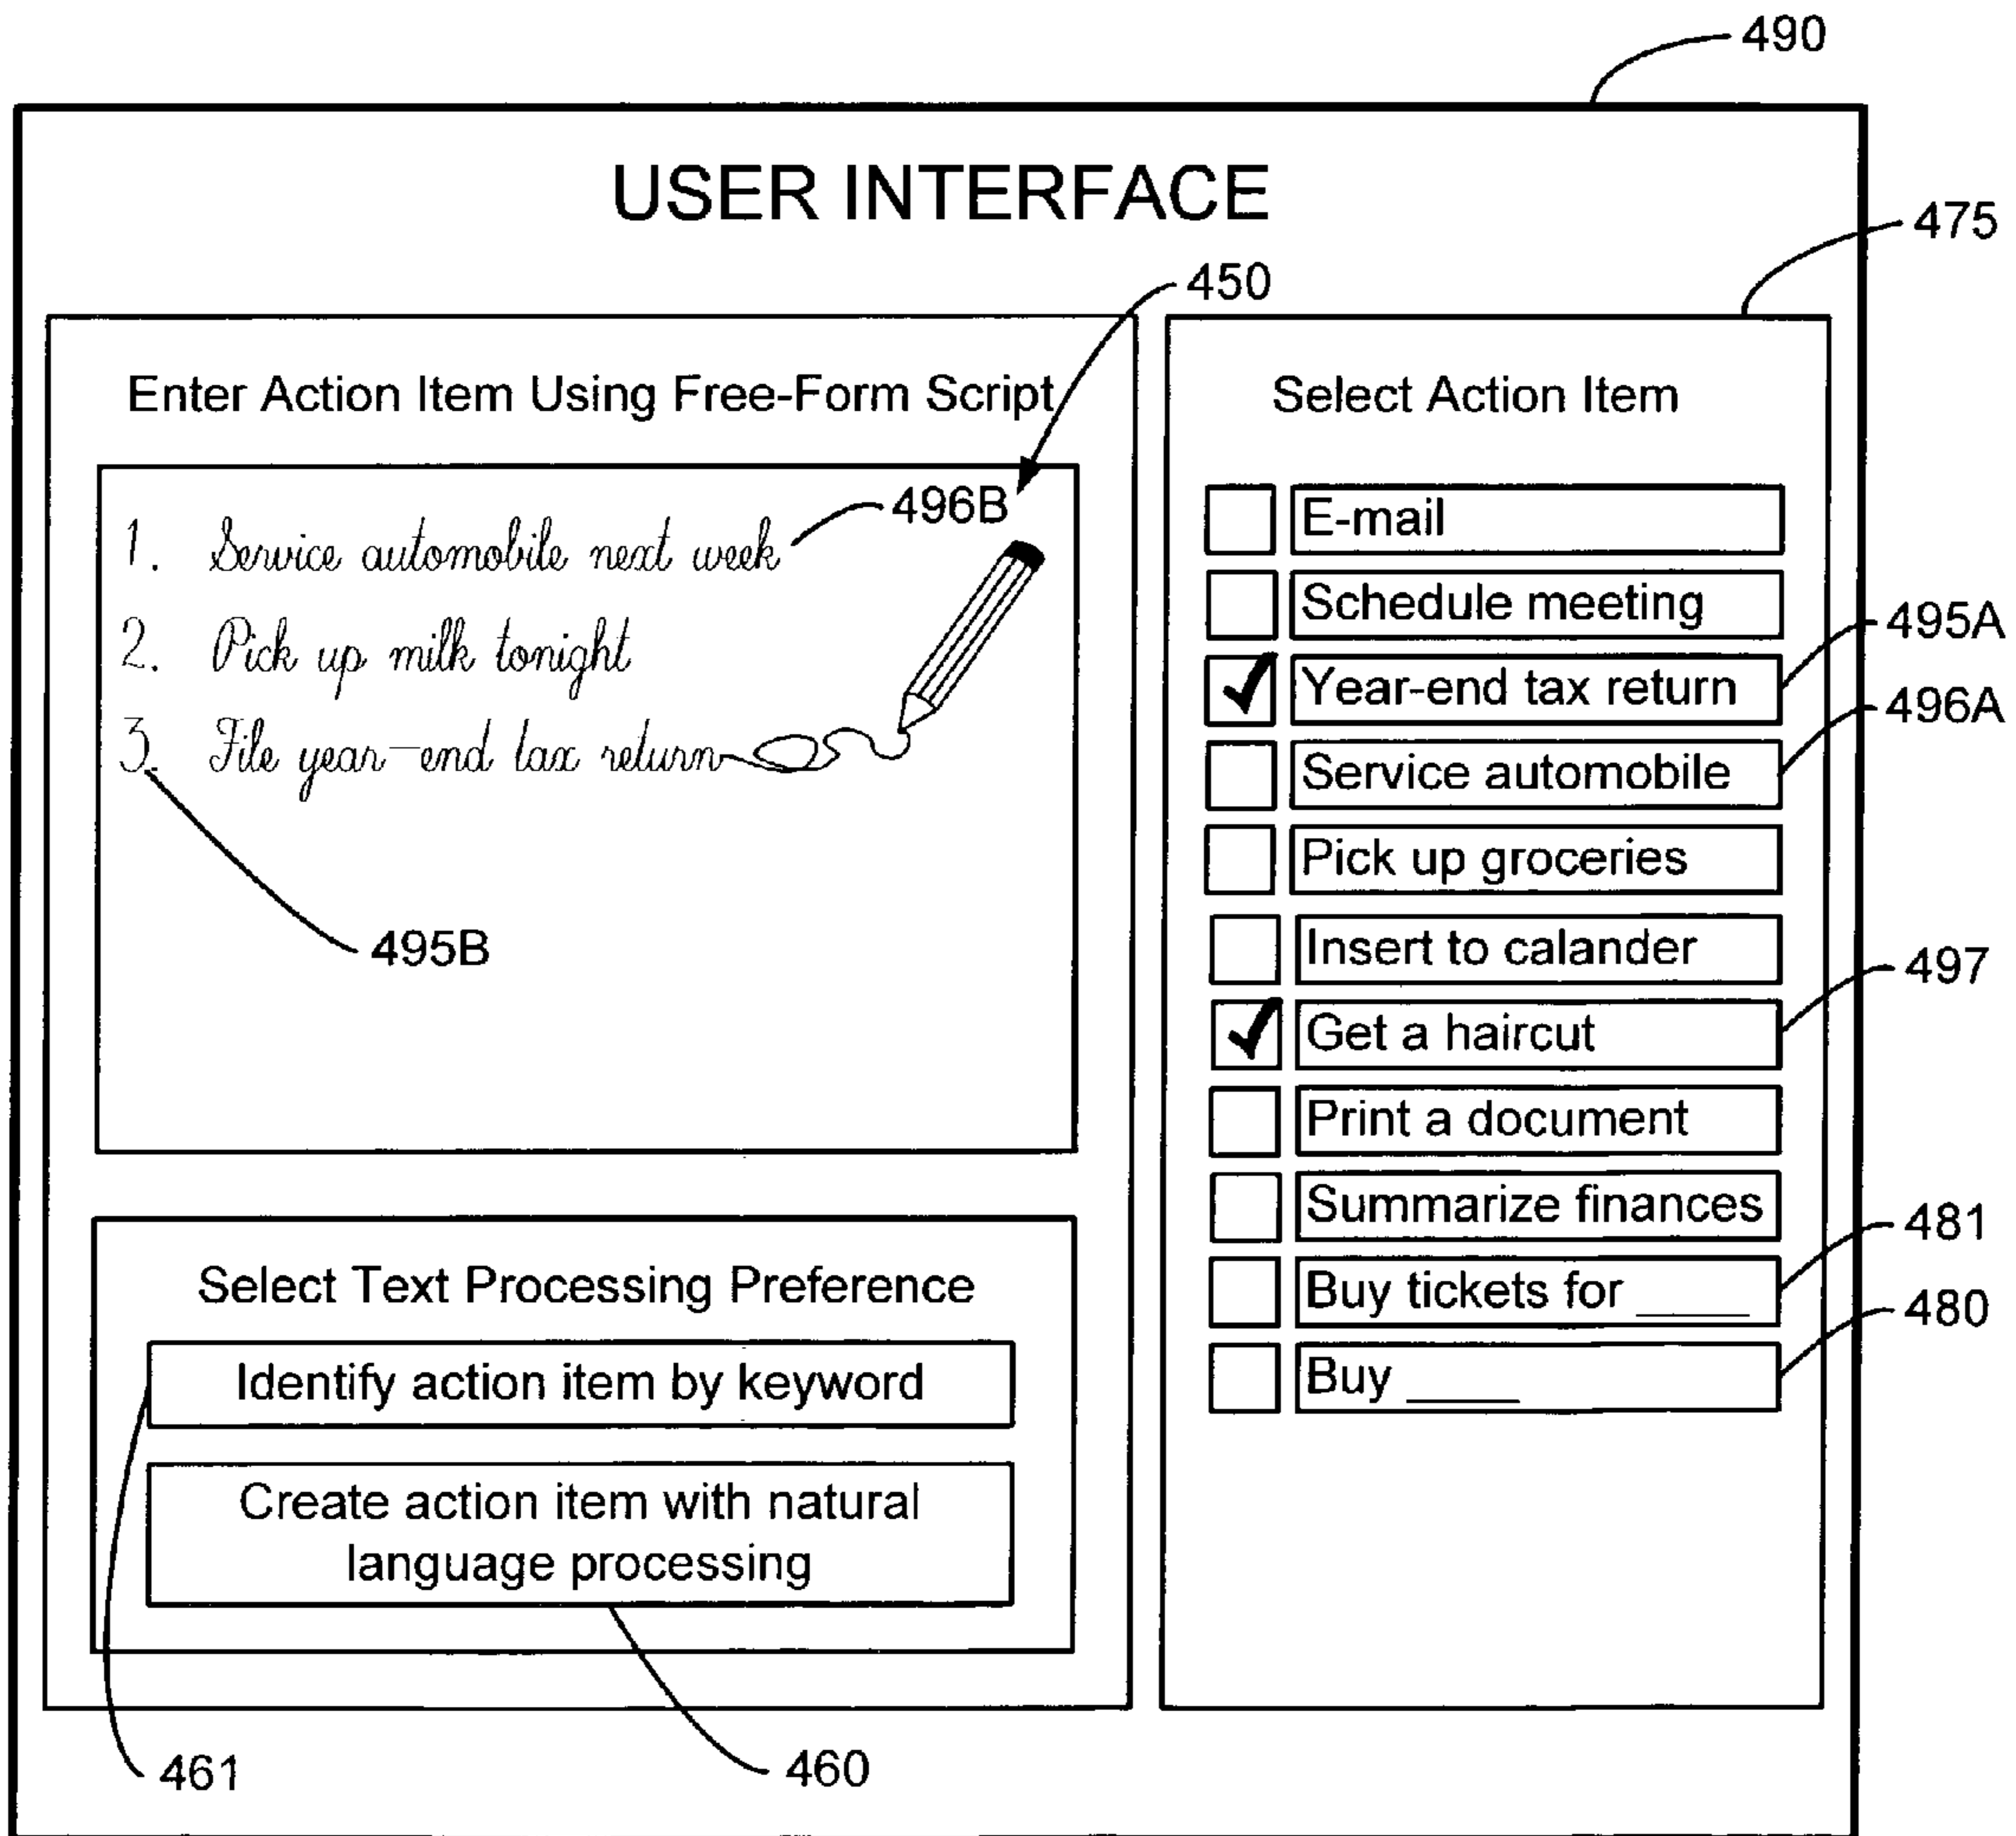 490
USER INTERFACE
475
450
Enter Action Item Using Free-Form Script
496B
1. Service automobile next week
2. Pick up milk tonight
3. File year-end tax return
495B
Select Text Processing Preference
Identify action item by keyword
Create action item with natural
language processing
461
460
Select Action Item
E-mail
Schedule meeting
Year-end tax return
495A
Service automobile
496A
Pick up groceries
Insert to calander
Get a haircut
497
Print a document
Summarize finances
Buy tickets for ____
481
Buy ____
480